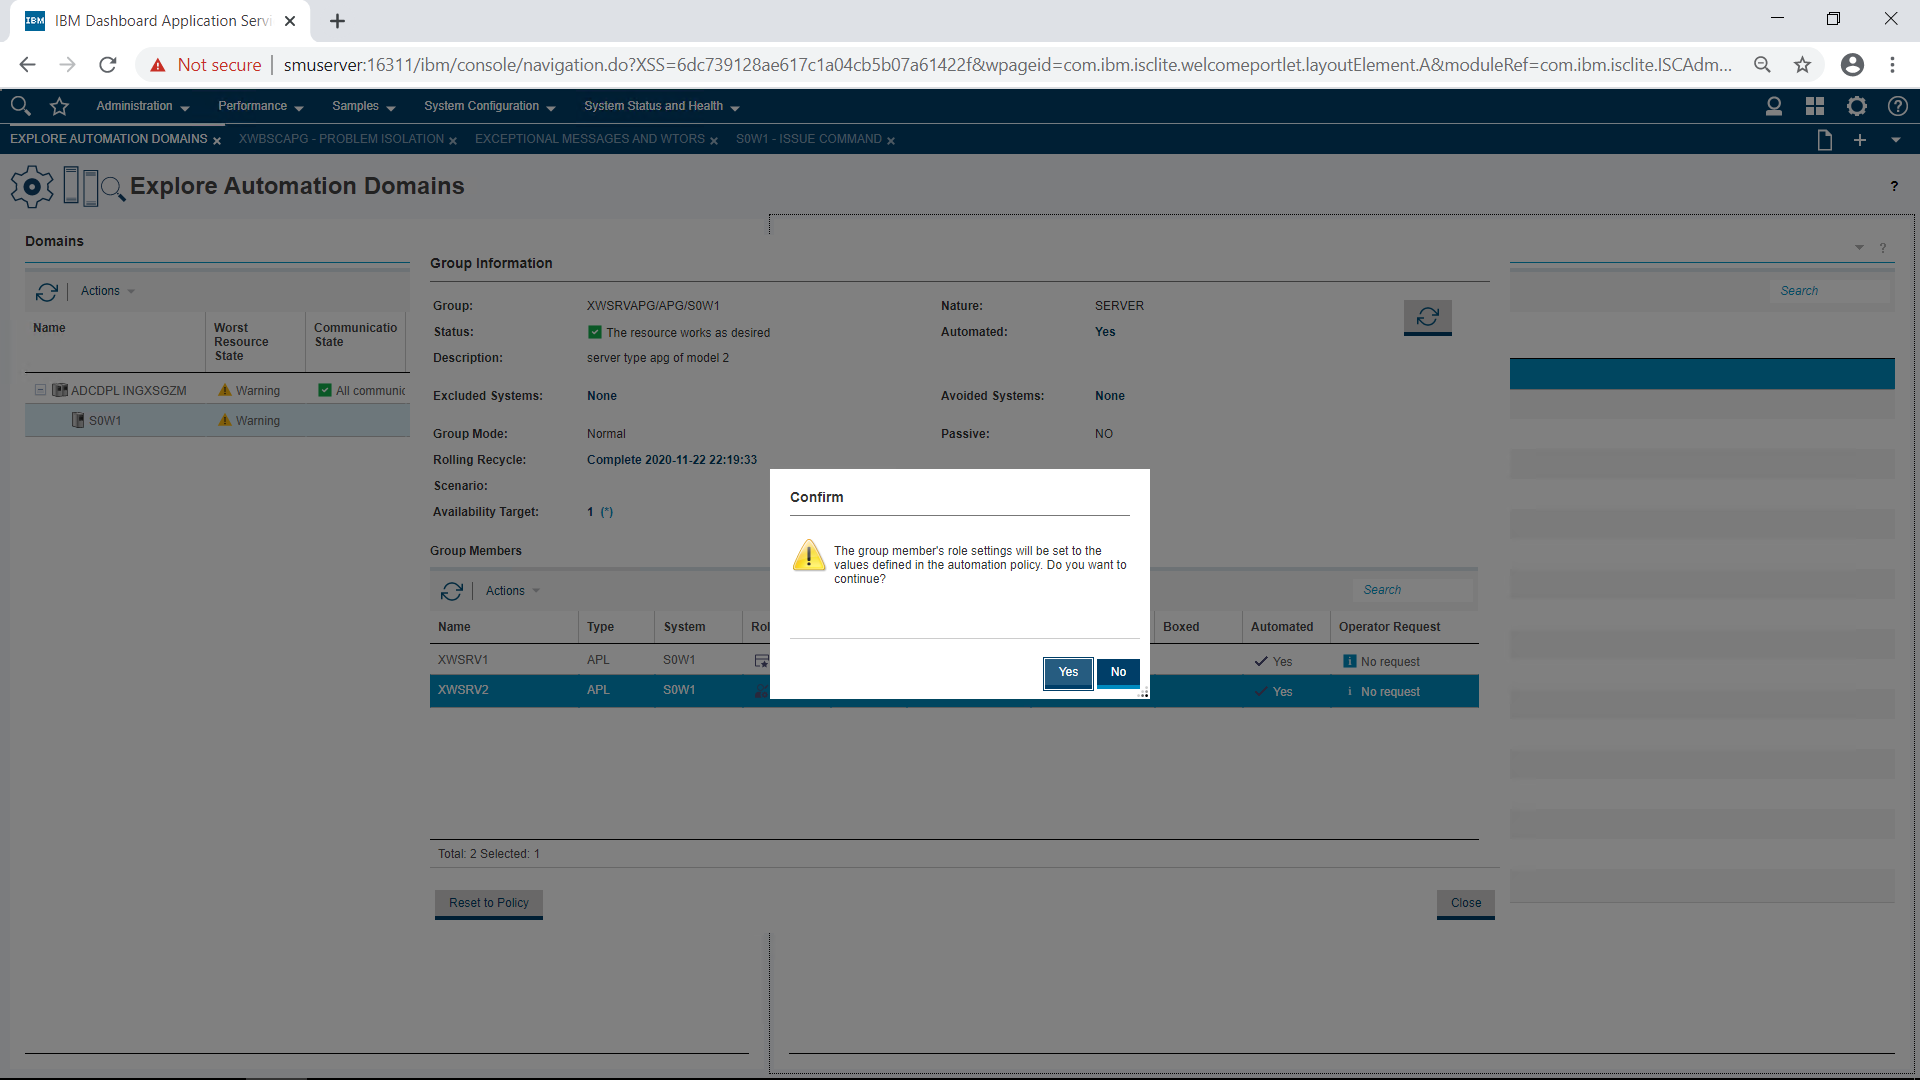 IBM
IBM Dashboard Application Servi
Not secure
smuserver:16311/ibm/console/navigation.do?XSS=6dc739128ae617c1a04cb5b07a61422f&wpageid=com.ibm.isclite.welcomeportlet.layoutElement.A&moduleRef=com.ibm.isclite.ISCAdm...
Administration
Performance
Samples
System Configuration
System Status and Health
EXPLORE AUTOMATION DOMAINS
XWBSCAPG - PROBLEM ISOLATION
EXCEPTIONAL MESSAGES AND WTORS
S0W1 - ISSUE COMMAND
Explore Automation Domains
?
Domains
Actions
Name
Worst Resource State
Communicatio State
ADCDPL INGXSGZM
Warning
All communic
S0W1
Warning
?
Search
Group Information
Group: XWSRVAPG/APG/S0W1
Nature: SERVER
Status: The resource works as desired
Automated: Yes
Description: server type apg of model 2
Excluded Systems: None
Avoided Systems: None
Group Mode: Normal
Passive: NO
Rolling Recycle: Complete 2020-11-22 22:19:33
Scenario:
Availability Target: 1 (*)
Group Members
Actions
Search
Name Type System Rol Boxed Automated Operator Request
XWSRV1 APL S0W1 Yes No request
XWSRV2 APL S0W1 Yes No request
Total: 2 Selected: 1
Reset to Policy
Close
Confirm
The group member's role settings will be set to the
values defined in the automation policy. Do you want to
continue?
Yes
No